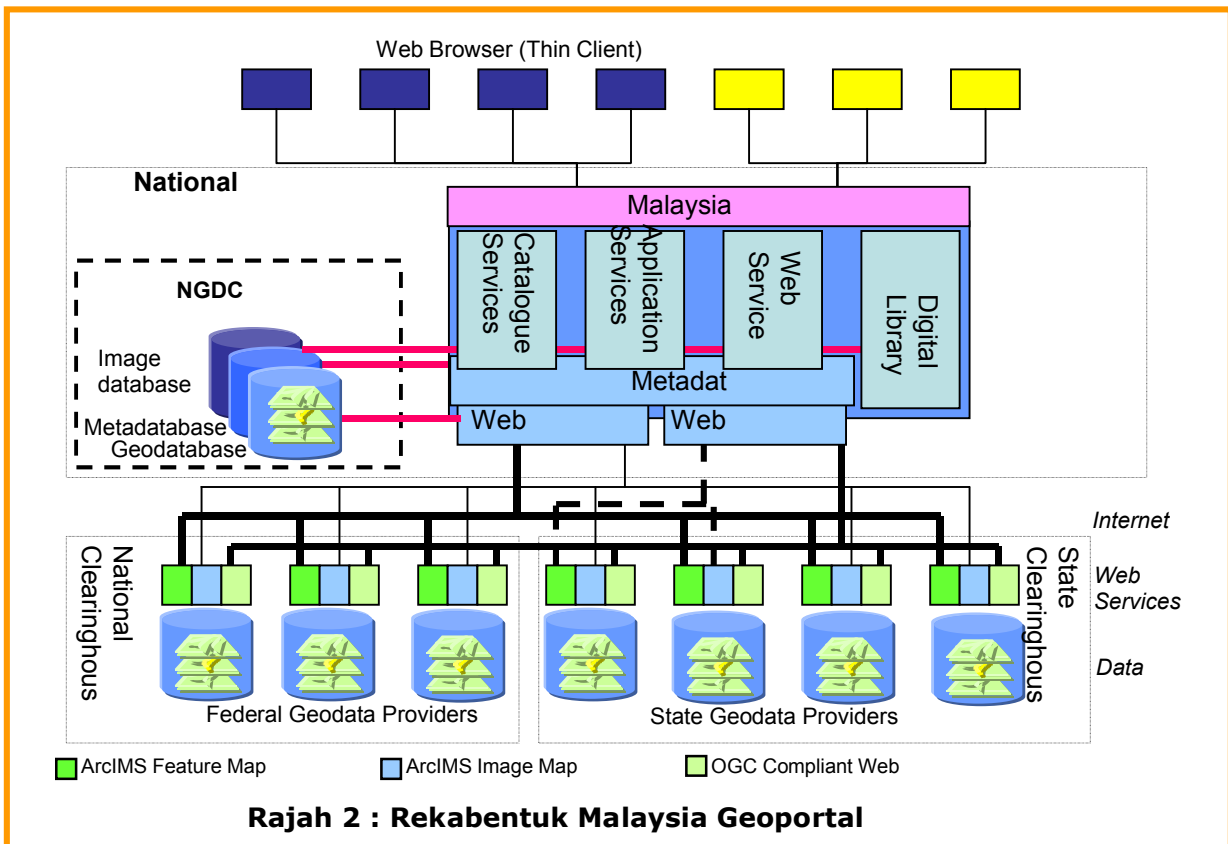 Web Browser (Thin Client)
National
Malaysia
Catalogue
Services
Application
Services
Web
Service
Digital
Library
NGDC
Image
database
Metadatabase
Geodatabase
Metadat
Web
Web
Internet
National
Clearinghous
State
Clearinghous
Web
Services
Data
Federal Geodata Providers
State Geodata Providers
ArcIMS Feature Map
ArcIMS Image Map
OGC Compliant Web
Rajah 2 : Rekabentuk Malaysia Geoportal